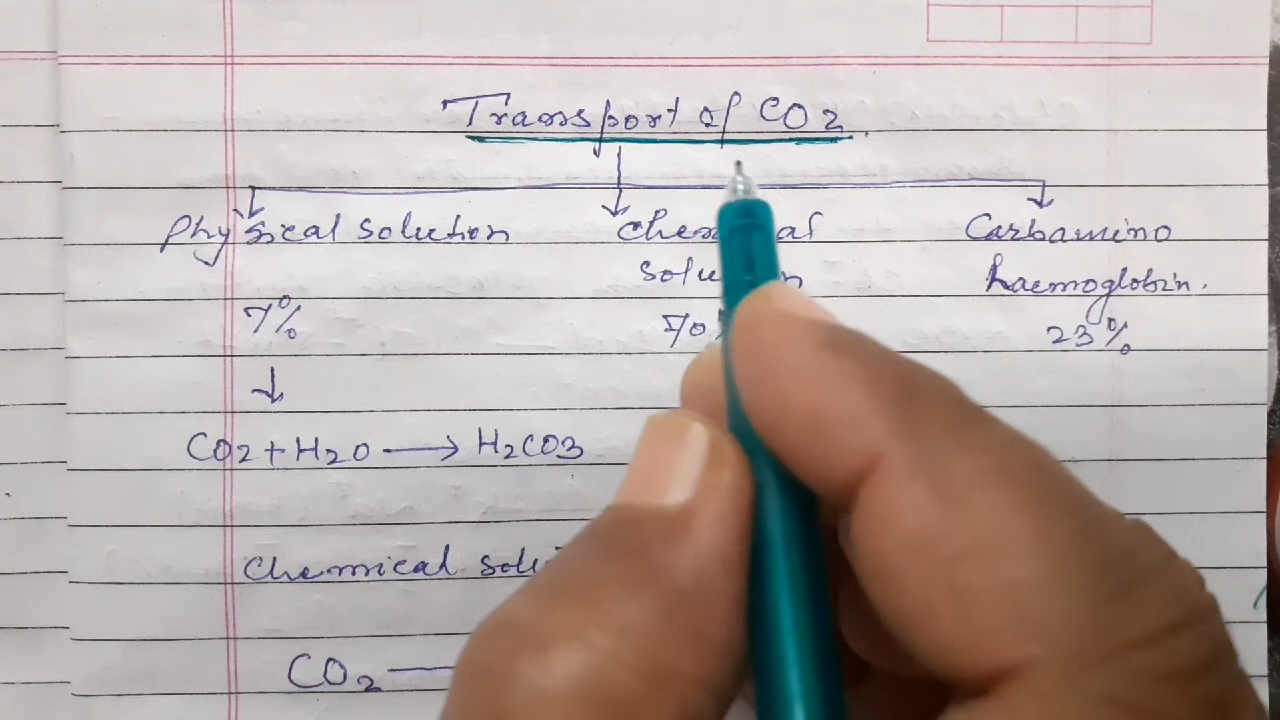 Transport of CO2
Physical solution
Carbamino
haemoglobin.
7%
23%
CO2 + H2O → H2CO3
Chemical
CO2